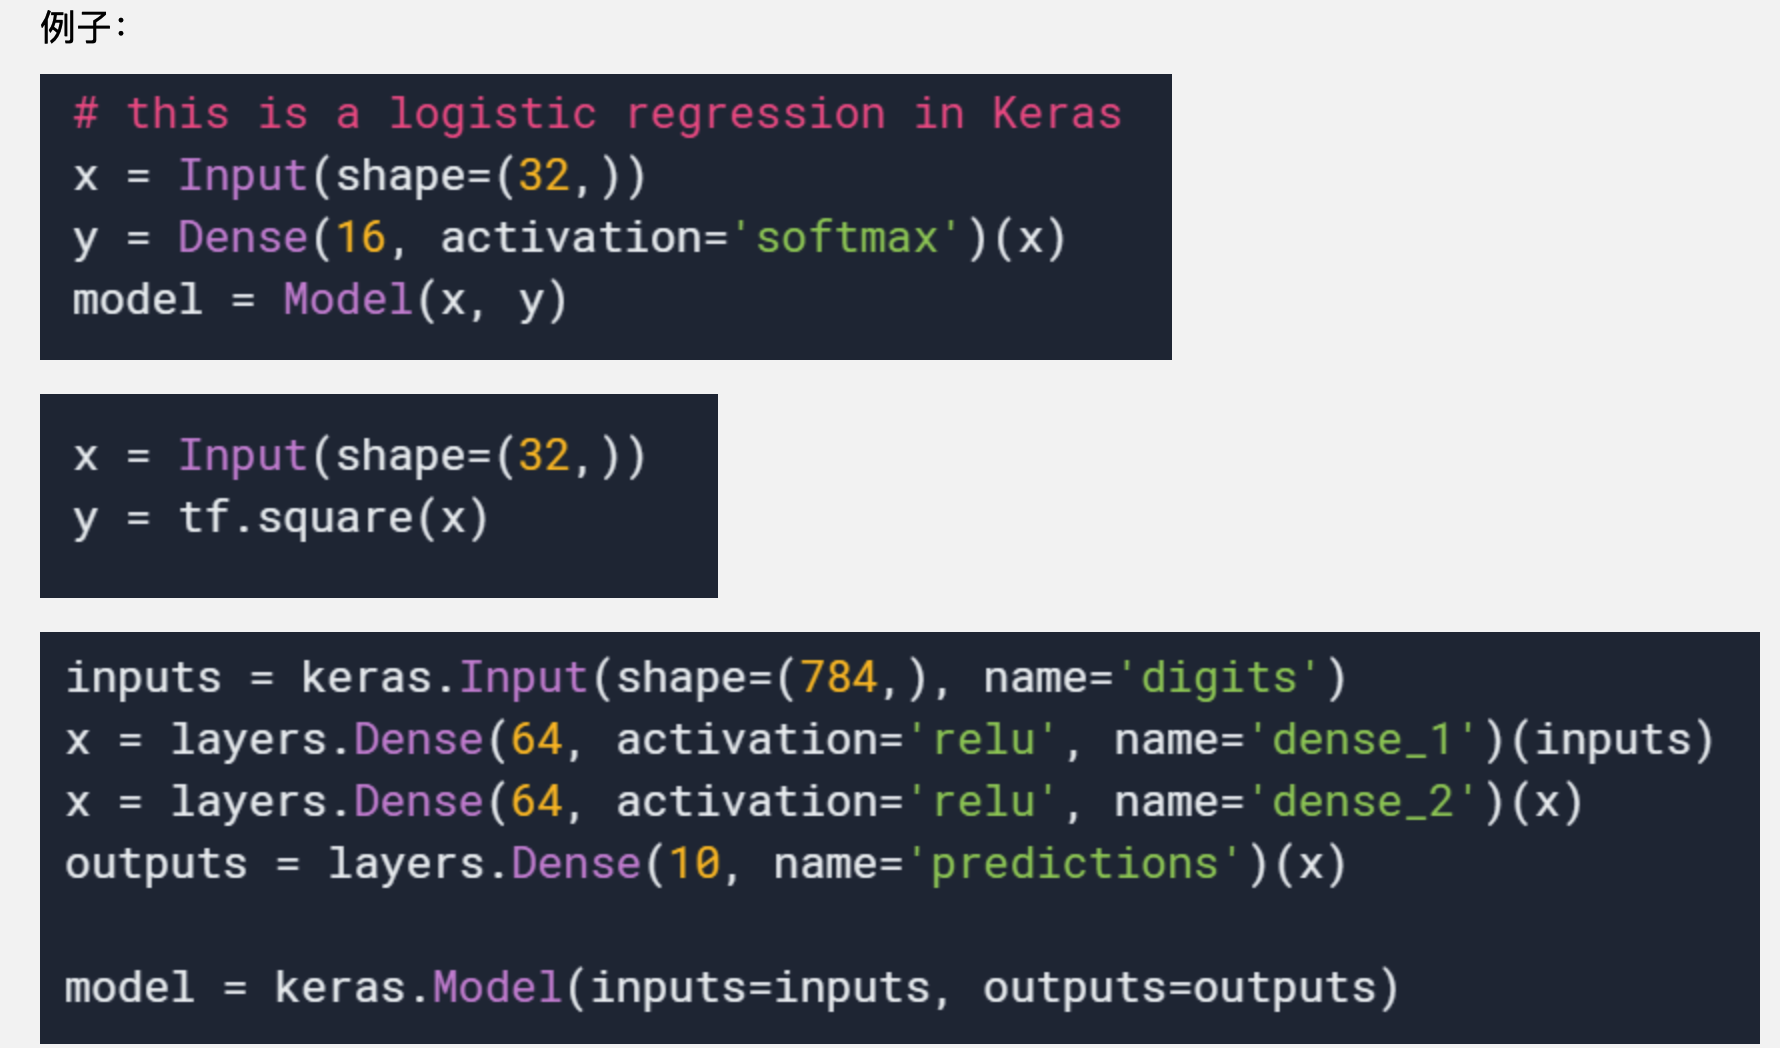 例子：
# this is a logistic regression in Keras
x = Input(shape=(32,))
y = Dense(16, activation='softmax')(x)
model = Model(x, y)
x = Input(shape=(32,))
y = tf.square(x)
inputs = keras.Input(shape=(784,), name='digits')
x = layers.Dense(64, activation='relu', name='dense_1')(inputs)
x = layers.Dense(64, activation='relu', name='dense_2')(x)
outputs = layers.Dense(10, name='predictions')(x)
model = keras.Model(inputs=inputs, outputs=outputs)